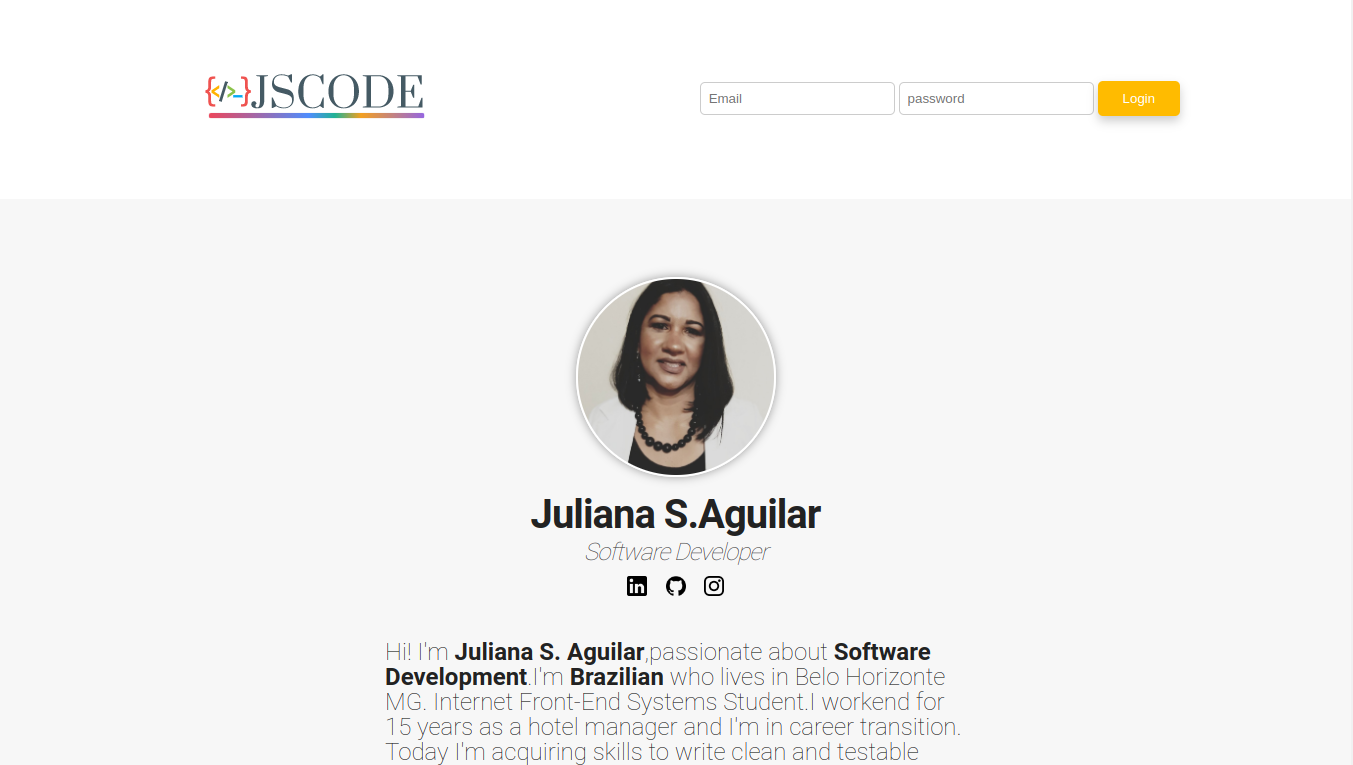 {</>_}JSCODE
Email
password
Login
Juliana S.Aguilar
Software Developer
in
Hi! I'm Juliana S. Aguilar,passionate about Software
Development.I'm Brazilian who lives in Belo Horizonte
MG. Internet Front-End Systems Student.I workend for
15 years as a hotel manager and I'm in career transition.
Today I'm acquiring skills to write clean and testable